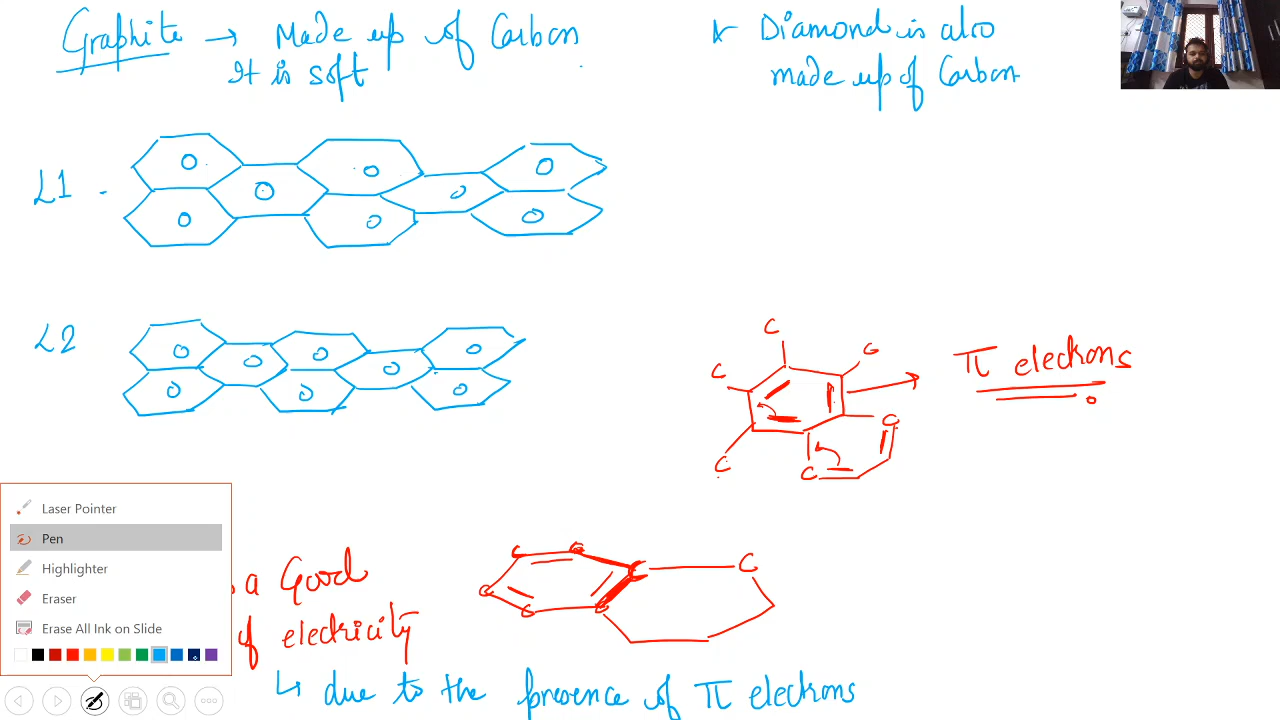 Graphite → Made up of Carbon
It is soft
* Diamond is also
made up of Carbon
L1
L2
C
C
C
C
C
C
π electrons
Laser Pointer
Pen
Highlighter
Eraser
Erase All Ink on Slide
a Good
of electricity
C
C
C
C
C
C
C
↳ due to the presence of π electrons